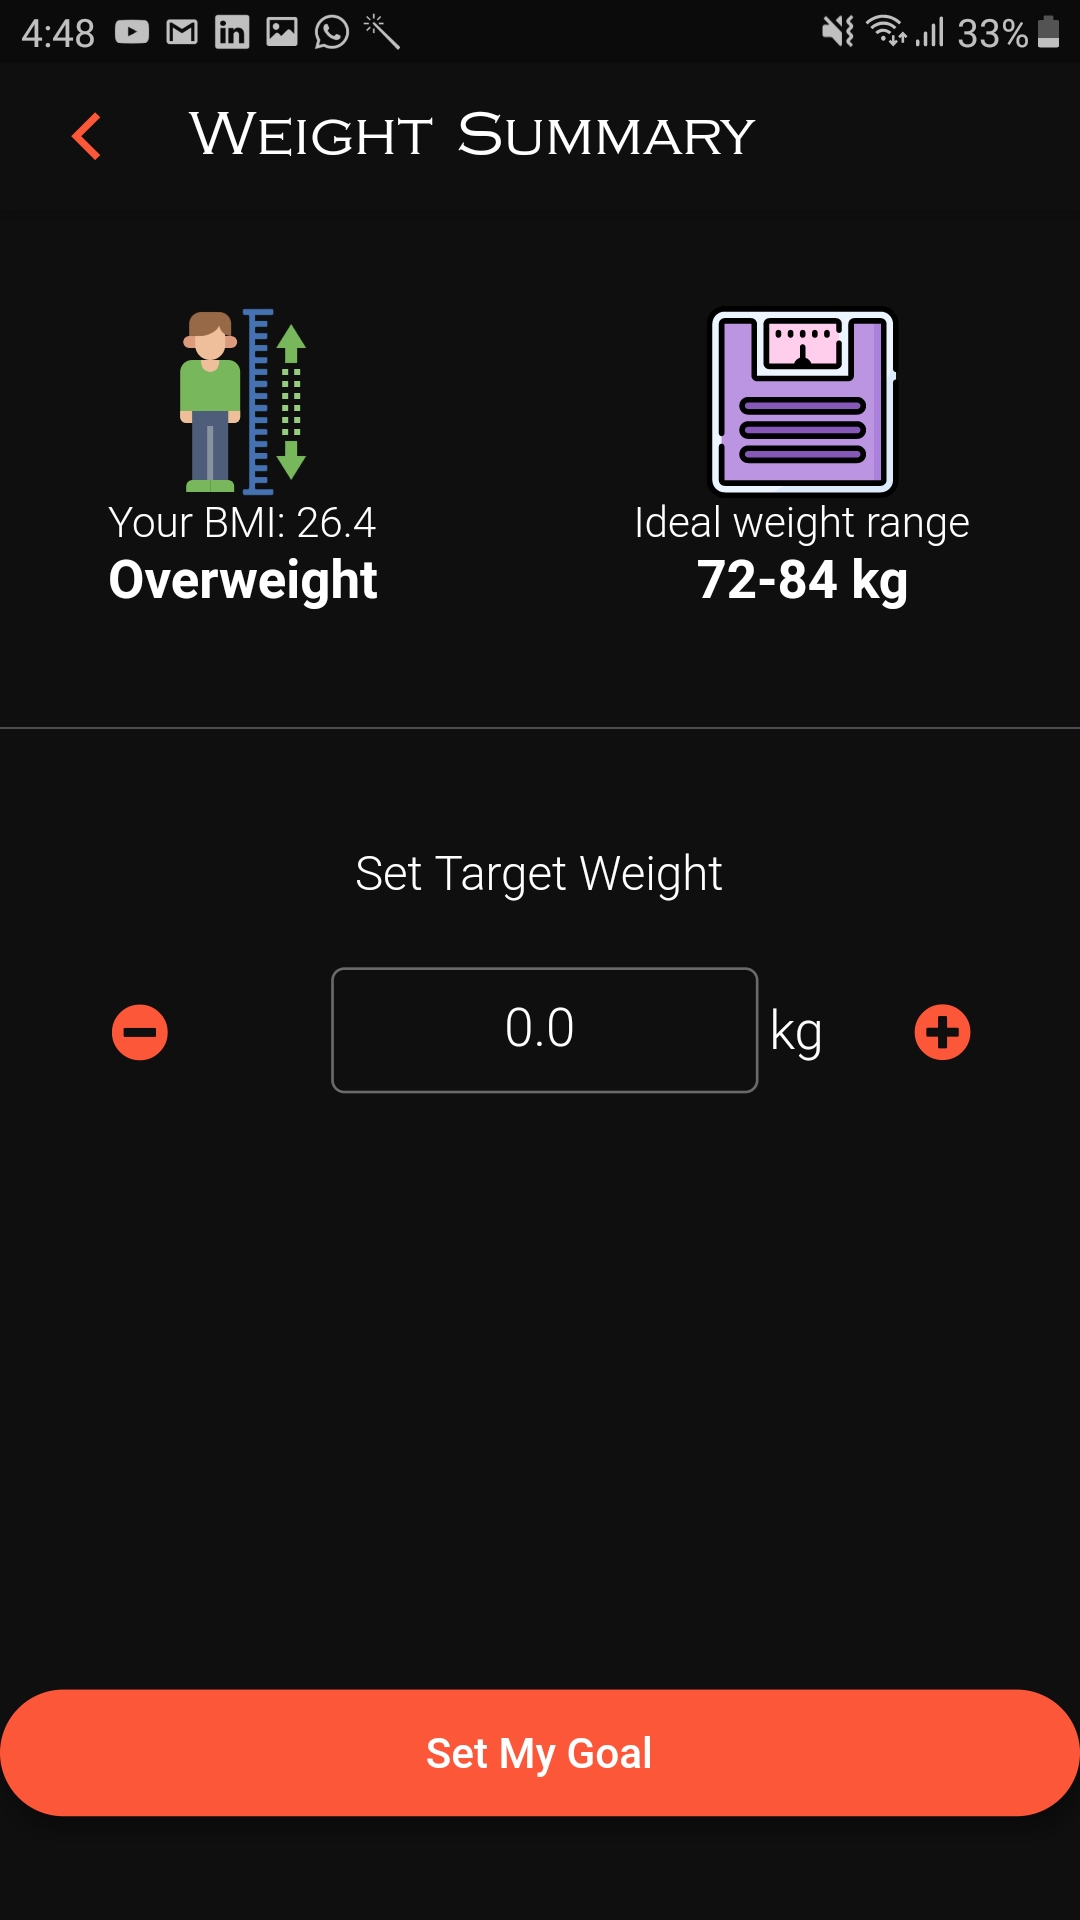 4:48
33%
Weight Summary
Your BMI: 26.4
Overweight
Ideal weight range
72-84 kg
Set Target Weight
0.0 kg
Set My Goal